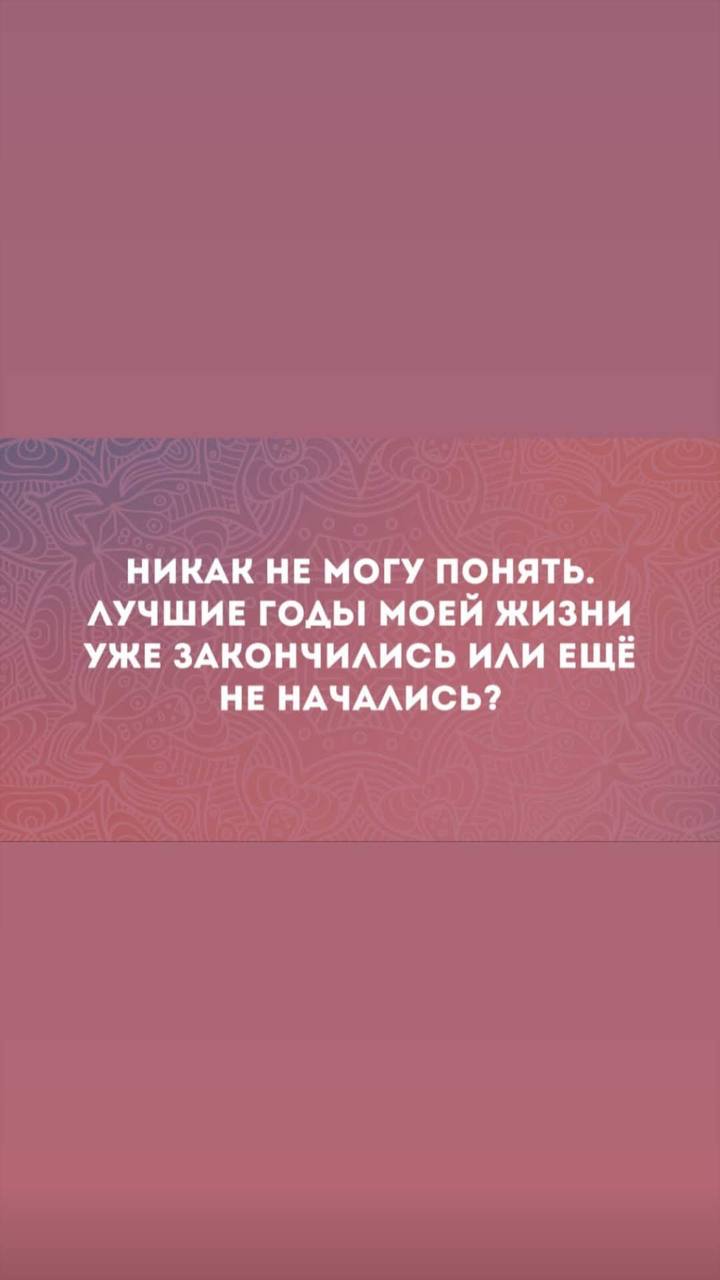 НИКАК НЕ МОГУ ПОНЯТЬ.
ЛУЧШИЕ ГОДЫ МОЕЙ ЖИЗНИ
УЖЕ ЗАКОНЧИЛИСЬ ИЛИ ЕЩЁ
НЕ НАЧАЛИСЬ?